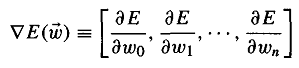 ∇E(w⃗) ≡ [∂E/∂w₀, ∂E/∂w₁, ···, ∂E/∂wₙ]